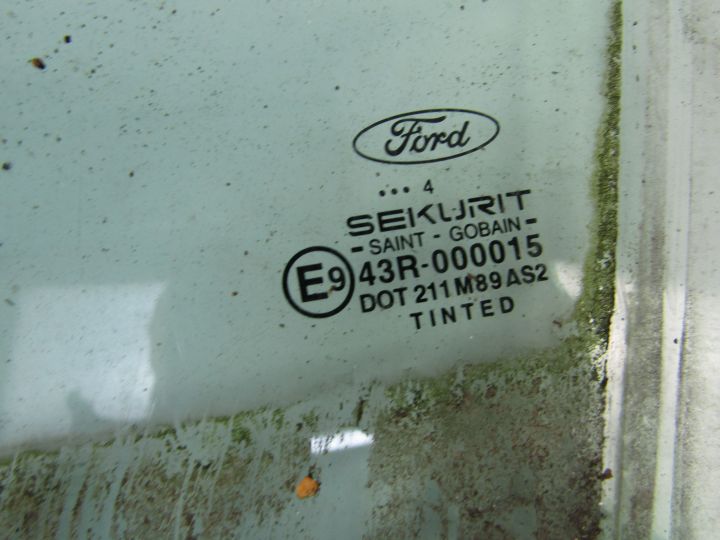 Ford
••• 4
SEKURIT
- SAINT - GOBAIN -
E9 43R-000015
DOT 211 M89 AS2
TINTED